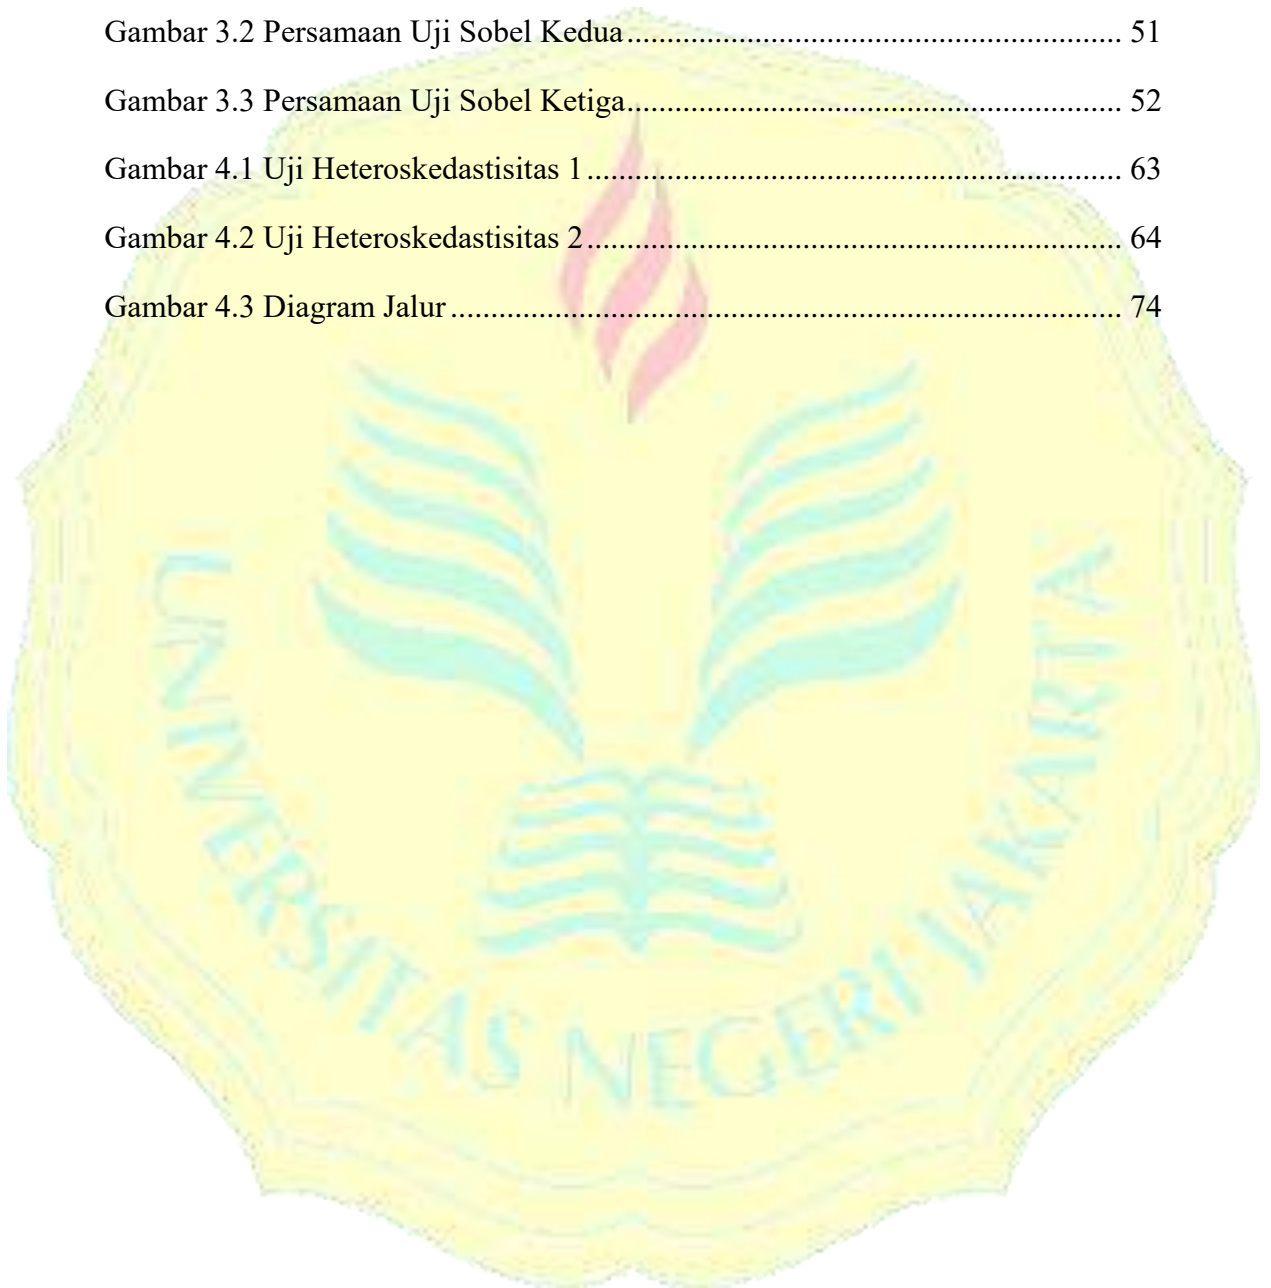 Gambar 3.2 Persamaan Uji Sobel Kedua.............................................................. 51
Gambar 3.3 Persamaan Uji Sobel Ketiga.............................................................. 52
Gambar 4.1 Uji Heteroskedastisitas 1................................................................... 63
Gambar 4.2 Uji Heteroskedastisitas 2................................................................... 64
Gambar 4.3 Diagram Jalur.................................................................................... 74
UNIVERSITAS NEGERI JAKARTA